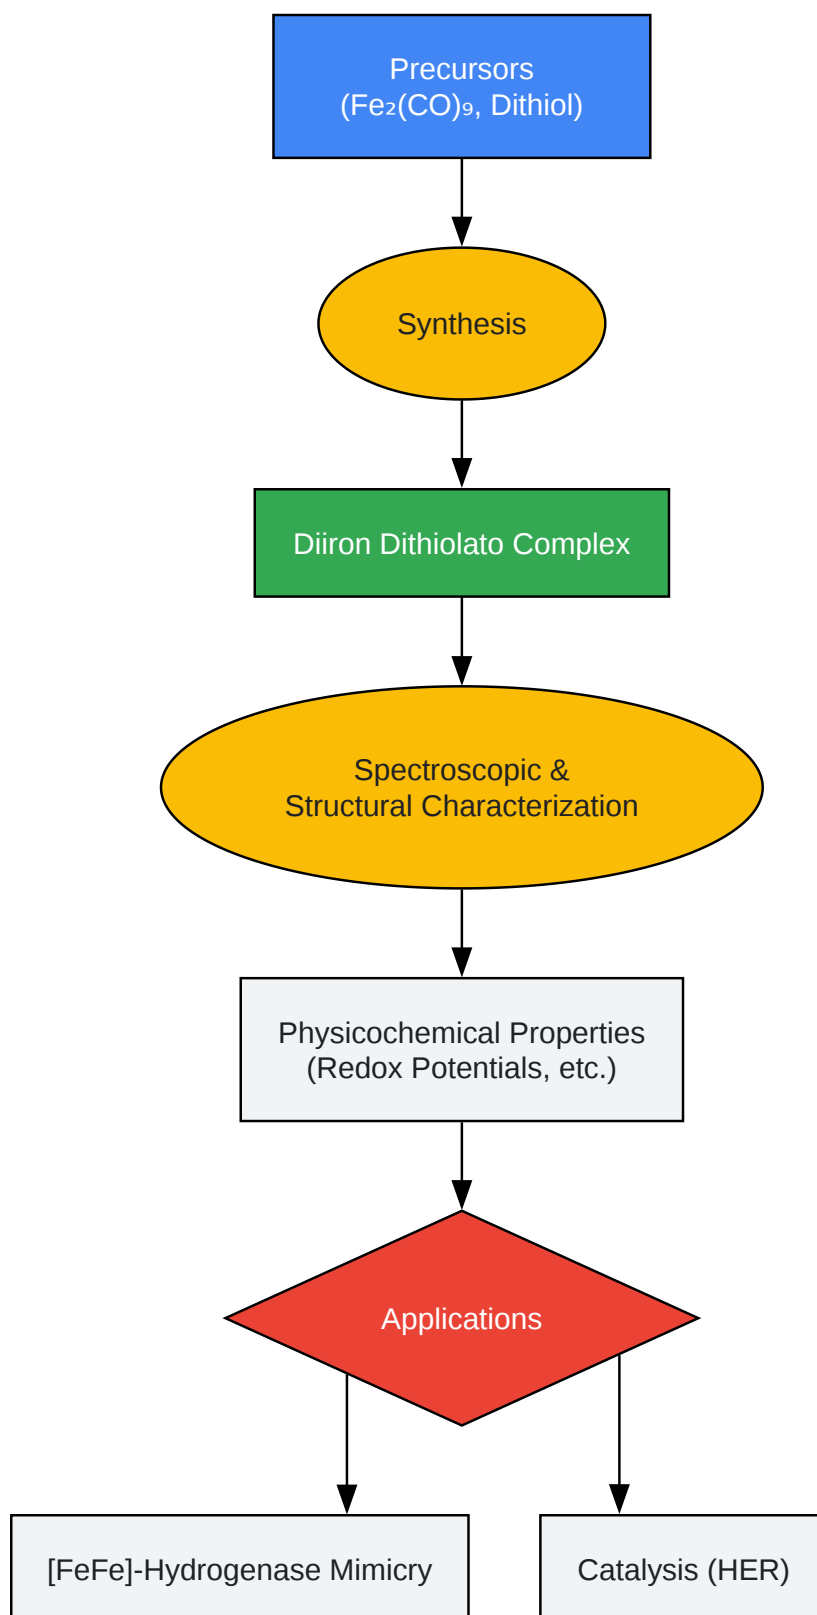 Precursors
(Fe₂(CO)₉, Dithiol)
Synthesis
Diiron Dithiolato Complex
Spectroscopic &
Structural Characterization
Physicochemical Properties
(Redox Potentials, etc.)
Applications
[FeFe]-Hydrogenase Mimicry
Catalysis (HER)